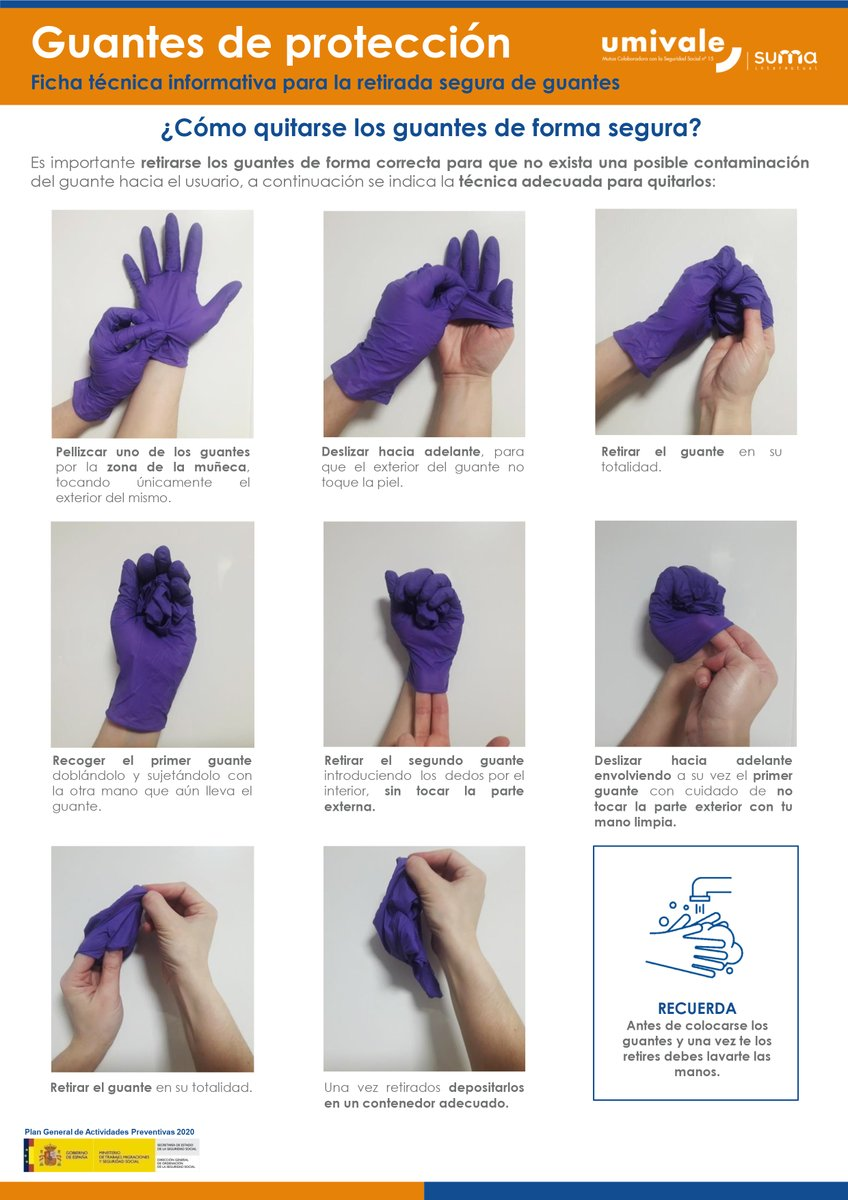 Guantes de protección
umivale
Mutua Colaboradora con la Seguridad Social nº 15
suma
intermutual
Ficha técnica informativa para la retirada segura de guantes
¿Cómo quitarse los guantes de forma segura?
Es importante retirarse los guantes de forma correcta para que no exista una posible contaminación
del guante hacia el usuario, a continuación se indica la técnica adecuada para quitarlos:
Pellizcar uno de los guantes
por la zona de la muñeca,
tocando únicamente el
exterior del mismo.
Deslizar hacia adelante, para
que el exterior del guante no
toque la piel.
Retirar el guante en su
totalidad.
Recoger el primer guante
doblándolo y sujetándolo con
la otra mano que aún lleva el
guante.
Retirar el segundo guante
introduciendo los dedos por el
interior, sin tocar la parte
externa.
Deslizar hacia adelante
envolviendo a su vez el primer
guante con cuidado de no
tocar la parte exterior con tu
mano limpia.
Retirar el guante en su totalidad.
Una vez retirados depositarlos
en un contenedor adecuado.
RECUERDA
Antes de colocarse los
guantes y una vez te los
retires debes lavarte las
manos.
Plan General de Actividades Preventivas 2020
GOBIERNO
DE ESPAÑA
MINISTERIO
DE TRABAJO, MIGRACIONES
Y SEGURIDAD SOCIAL
SECRETARÍA DE ESTADO
DE LA SEGURIDAD SOCIAL
DIRECCIÓN GENERAL
DE ORDENACIÓN
DE LA SEGURIDAD SOCIAL